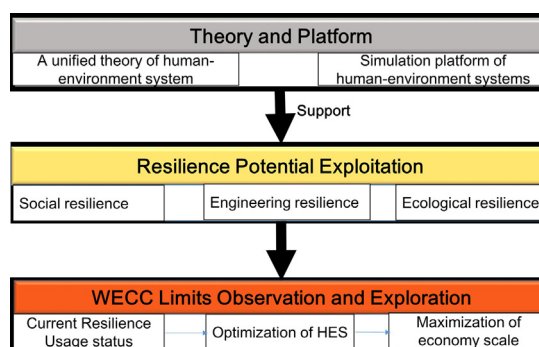 Theory and Platform
A unified theory of human-
environment system
Simulation platform of
human-environment systems
Support
Resilience Potential Exploitation
Social resilience
Engineering resilience
Ecological resilience
WECC Limits Observation and Exploration
Current Resilience
Usage status
Optimization of HES
Maximization of
economy scale